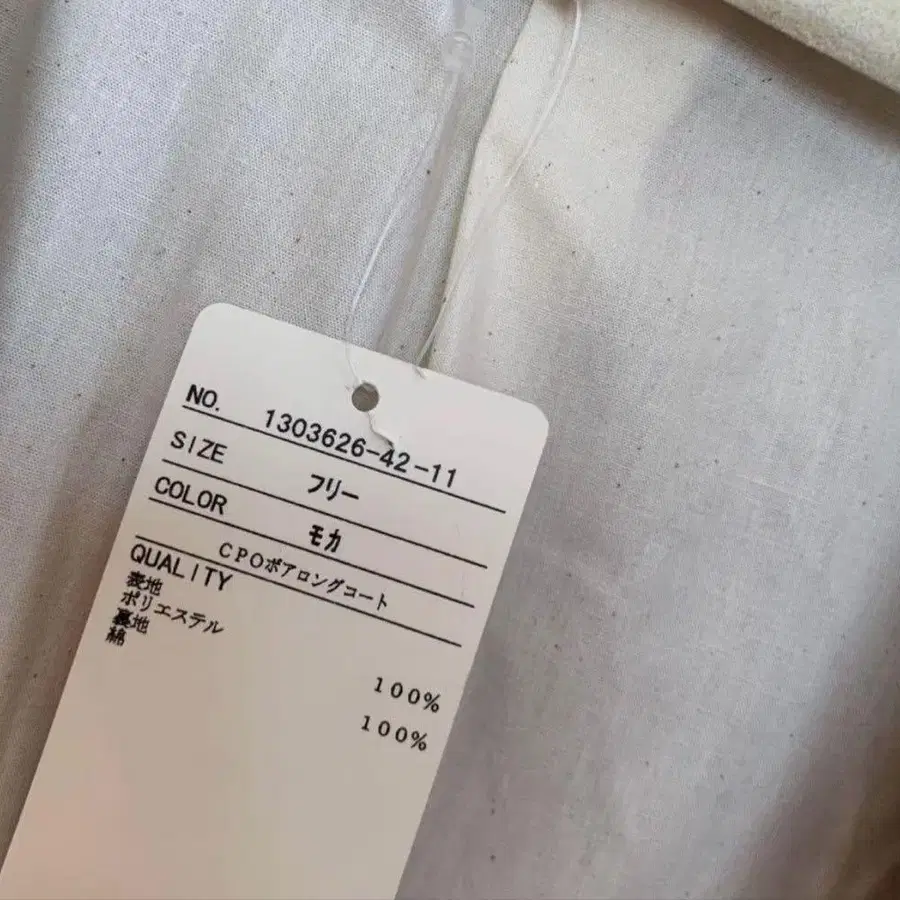 NO. 1303626-42-11
SIZE フリー
COLOR モカ
CPOボアロングコート
QUALITY
表地
ポリエステル 100%
裏地
綿 100%